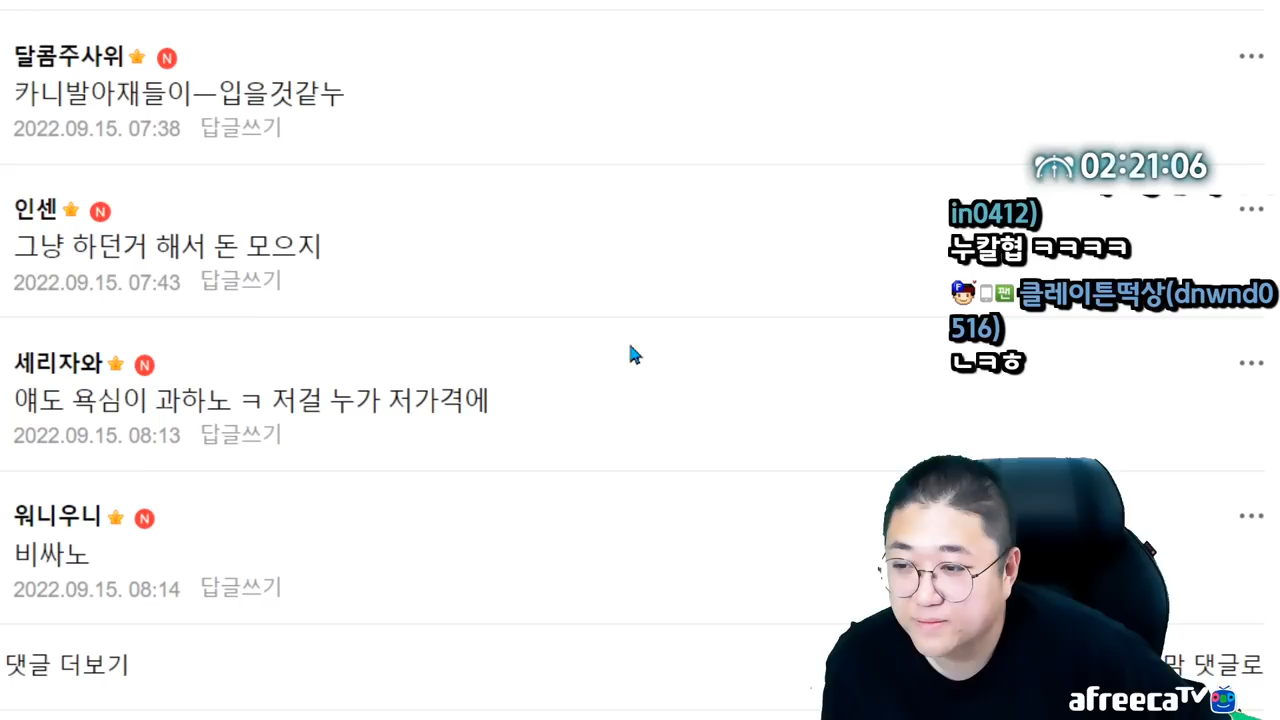 달콤주사위
카니발아재들이ㅡ입을것같누
2022.09.15. 07:38 답글쓰기
02:21:06
인센
그냥 하던거 해서 돈 모으지
2022.09.15. 07:43 답글쓰기
in0412)
누칼협 ㅋㅋㅋㅋ
클레이튼떡상(dnwnd0
516)
ㄴㅋㅎ
세리자와
얘도 욕심이 과하노 ㅋ 저걸 누가 저가격에
2022.09.15. 08:13 답글쓰기
워니우니
비싸노
2022.09.15. 08:14 답글쓰기
댓글 더보기
막 댓글로
afreecaTV